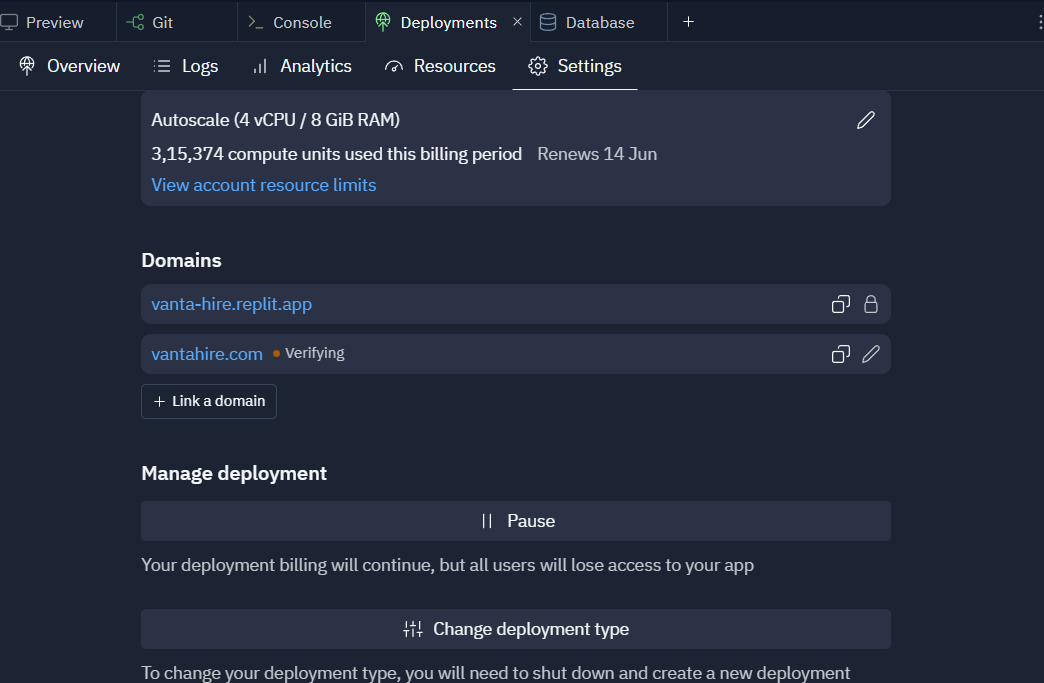 Preview Git Console Deployments Database
Overview Logs Analytics Resources Settings
Autoscale (4 vCPU / 8 GiB RAM)
3,15,374 compute units used this billing period Renews 14 Jun
View account resource limits
Domains
vanta-hire.replit.app
vantahire.com Verifying
+ Link a domain
Manage deployment
Pause
Your deployment billing will continue, but all users will lose access to your app
Change deployment type
To change your deployment type, you will need to shut down and create a new deployment